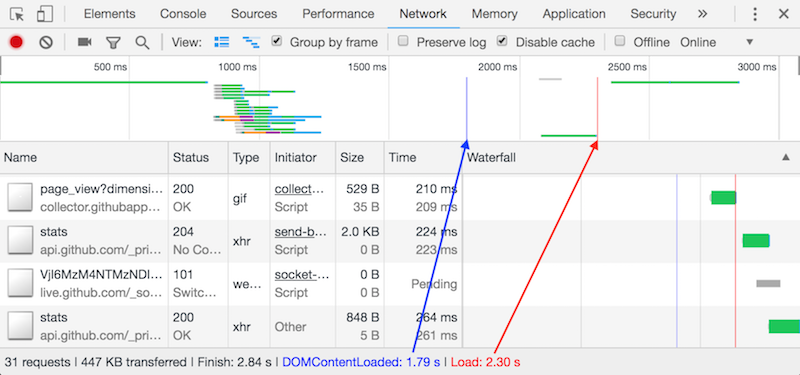 Elements Console Sources Performance Network Memory Application Security »
View: Group by frame Preserve log Disable cache Offline Online
500 ms 1000 ms 1500 ms 2000 ms 2500 ms 3000 ms
Name Status Type Initiator Size Time Waterfall
page_view?dimensi... 200 gif collect... 529 B 210 ms
collector.githubapp... OK Script 35 B 209 ms
stats 204 xhr send-b... 2.0 KB 224 ms
api.github.com/_pri... No Co... Script 0 B 223 ms
Vjl6MzM4NTMzNDI... 101 we... socket-... 0 B Pending
live.github.com/_so... Switc... Script 0 B
stats 200 xhr Other 848 B 264 ms
api.github.com/_pri... OK 5 B 261 ms
31 requests | 447 KB transferred | Finish: 2.84 s | DOMContentLoaded: 1.79 s | Load: 2.30 s